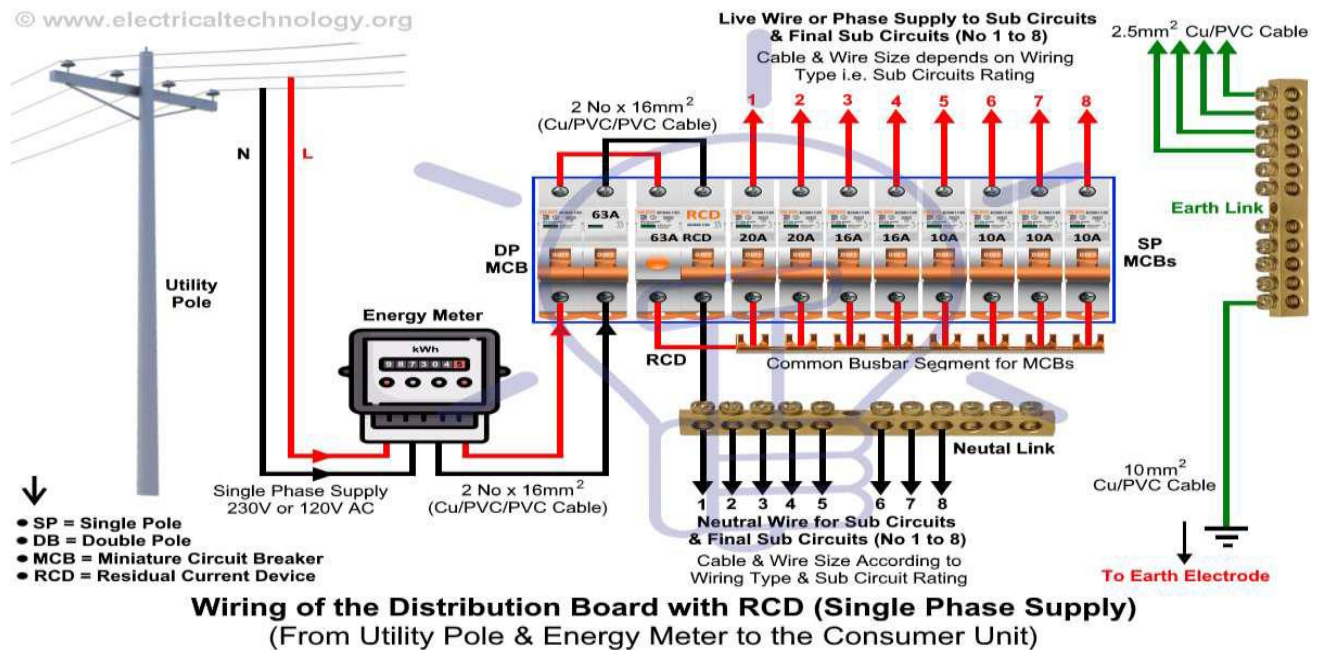 © www.electricaltechnology.org
Live Wire or Phase Supply to Sub Circuits
& Final Sub Circuits (No 1 to 8)
Cable & Wire Size depends on Wiring
Type i.e. Sub Circuits Rating
2.5mm² Cu/PVC Cable
2 No x 16mm²
(Cu/PVC/PVC Cable)
1 2 3 4 5 6 7 8
N L
63A RCD
63A RCD 20A 20A 16A 16A 10A 10A 10A 10A
DP
MCB
SP
MCBs
Earth Link
Utility
Pole
Energy Meter
kWh
9 8 7 3 0 4 5
RCD
Common Busbar Segment for MCBs
Neutal Link
Single Phase Supply
230V or 120V AC
2 No x 16mm²
(Cu/PVC/PVC Cable)
1 2 3 4 5 6 7 8
Neutral Wire for Sub Circuits
& Final Sub Circuits (No 1 to 8)
Cable & Wire Size According to
Wiring Type & Sub Circuit Rating
10mm²
Cu/PVC Cable
To Earth Electrode
SP = Single Pole
DB = Double Pole
MCB = Miniature Circuit Breaker
RCD = Residual Current Device
Wiring of the Distribution Board with RCD (Single Phase Supply)
(From Utility Pole & Energy Meter to the Consumer Unit)